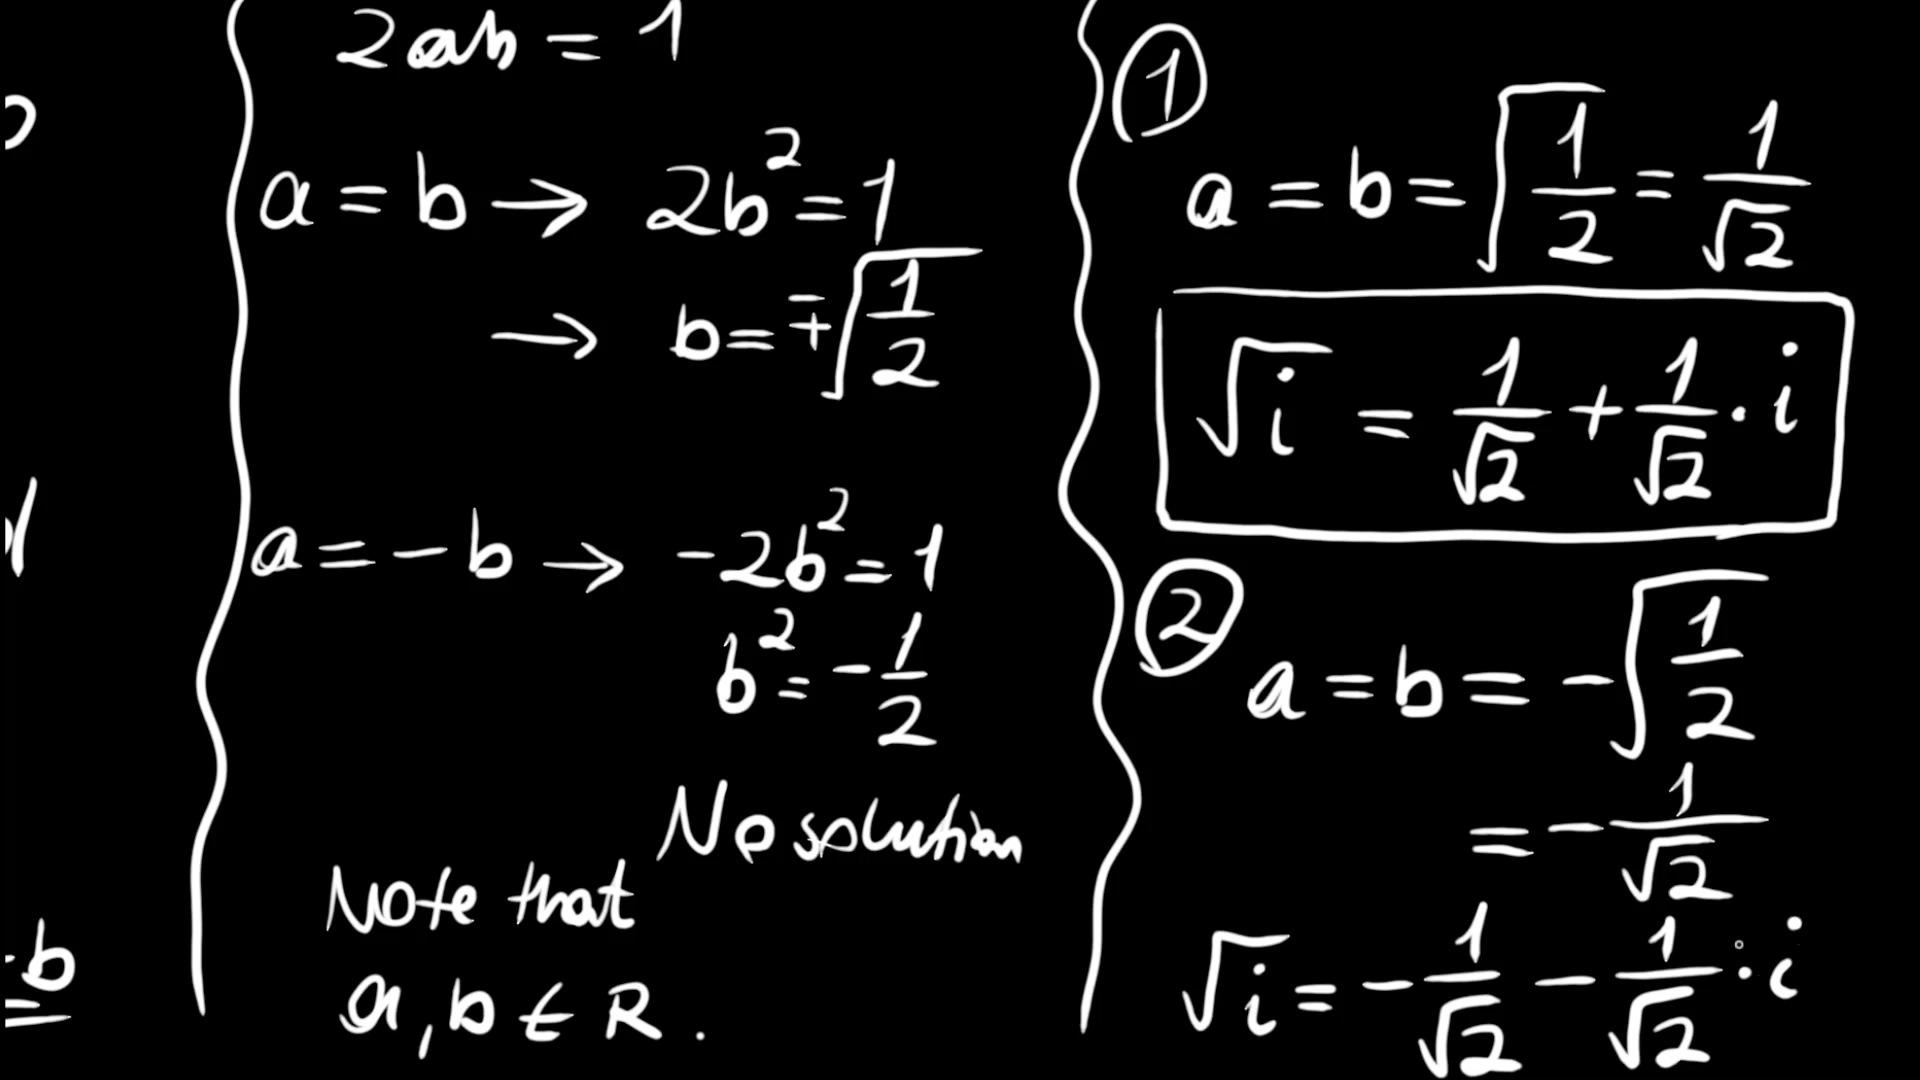 2ab = 1
a = b → 2b² = 1
→ b = ∓√(1/2)
a = -b → -2b² = 1
b² = -1/2
No solution
Note that
a, b ∈ R.
①
a = b = √(1/2) = 1/√2
√i = 1/√2 + 1/√2 · i
②
a = b = -√(1/2)
= -1/√2
√i = -1/√2 - 1/√2 · i
-b